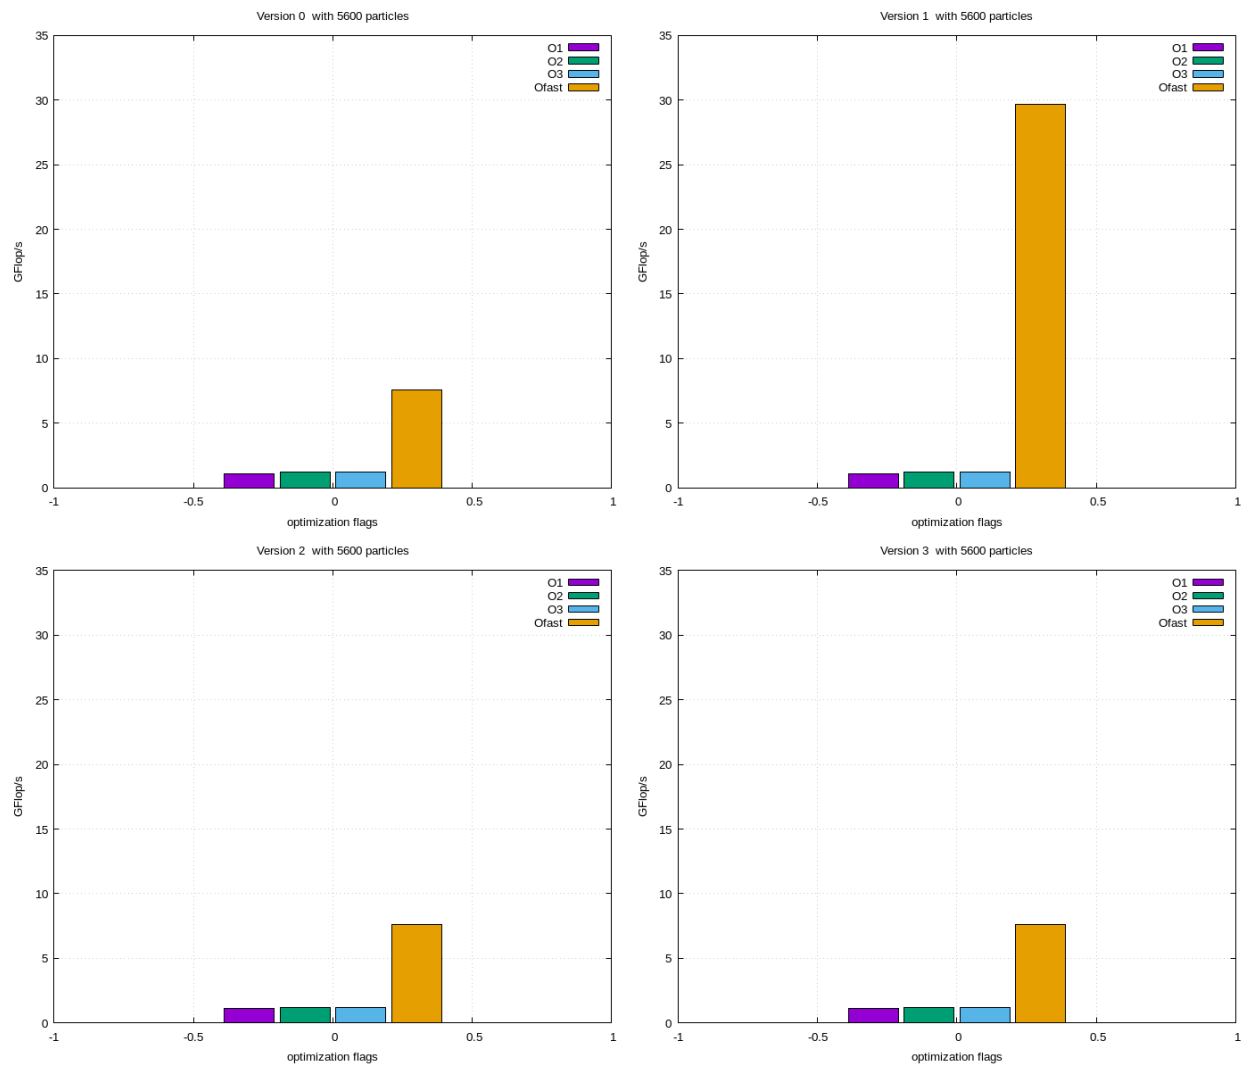 Version 0  with 5600 particles
35
30
25
20
15
10
5
0
GFlop/s
O1
O2
O3
Ofast
-1
-0.5
0
0.5
1
optimization flags
Version 1  with 5600 particles
35
30
25
20
15
10
5
0
GFlop/s
O1
O2
O3
Ofast
-1
-0.5
0
0.5
1
optimization flags
Version 2  with 5600 particles
35
30
25
20
15
10
5
0
GFlop/s
O1
O2
O3
Ofast
-1
-0.5
0
0.5
1
optimization flags
Version 3  with 5600 particles
35
30
25
20
15
10
5
0
GFlop/s
O1
O2
O3
Ofast
-1
-0.5
0
0.5
1
optimization flags